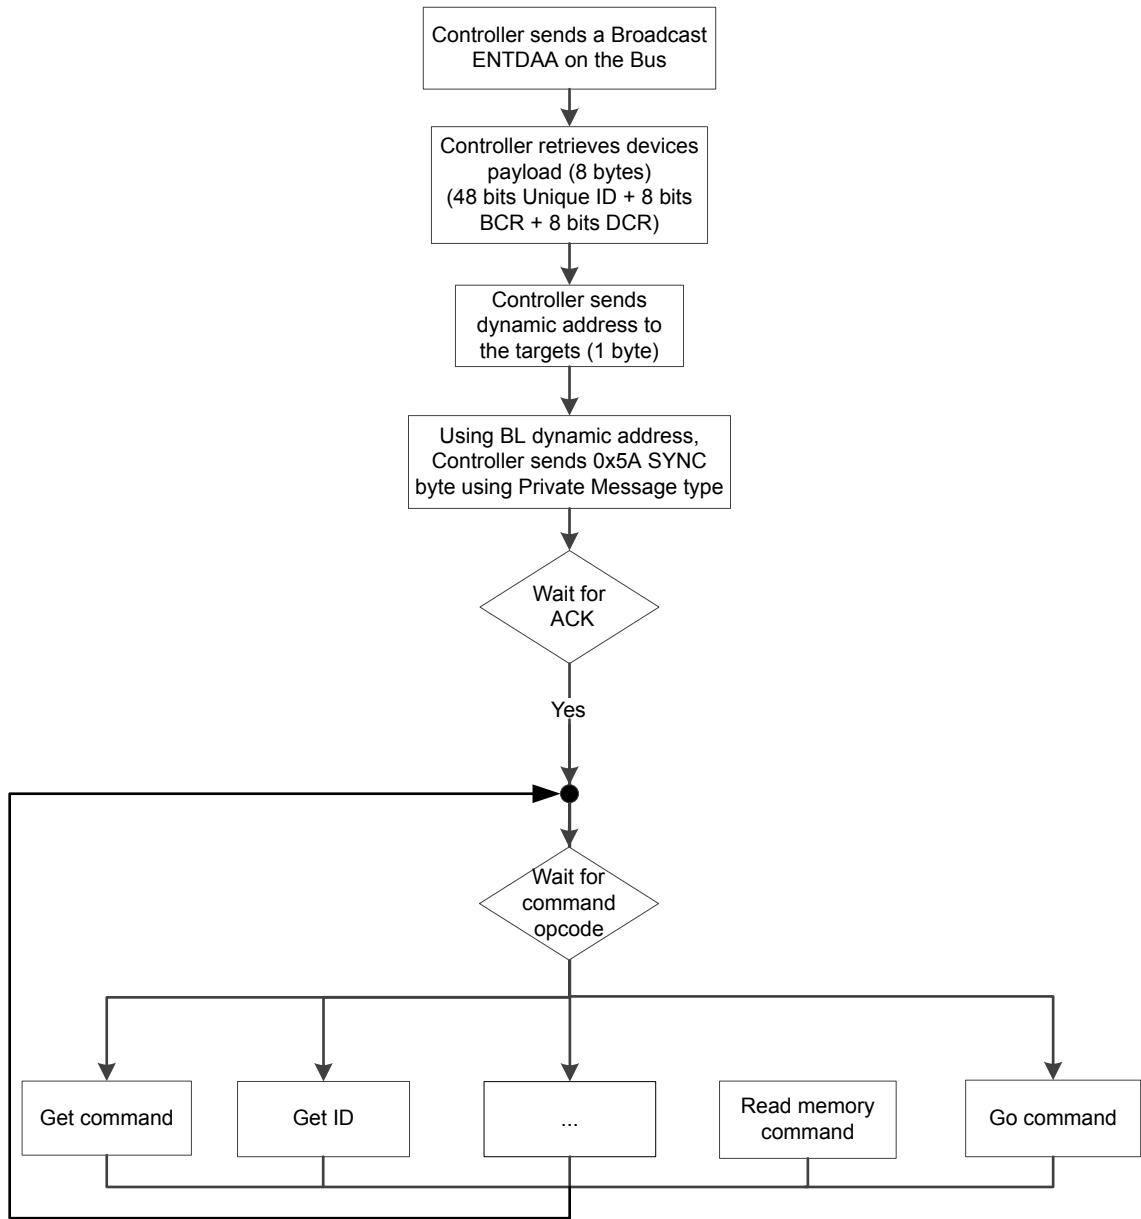 Controller sends a Broadcast
ENTDAA on the Bus
Controller retrieves devices
payload (8 bytes)
(48 bits Unique ID + 8 bits
BCR + 8 bits DCR)
Controller sends
dynamic address to
the targets (1 byte)
Using BL dynamic address,
Controller sends 0x5A SYNC
byte using Private Message type
Wait for
ACK
Yes
Wait for
command
opcode
Get command
Get ID
...
Read memory
command
Go command